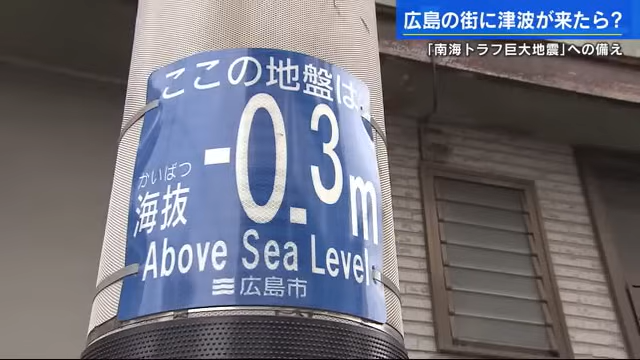 広島の街に津波が来たら？
「南海トラフ巨大地震」への備え
ここの地盤は
かいばつ
海抜 -0.3m
Above Sea Level
広島市